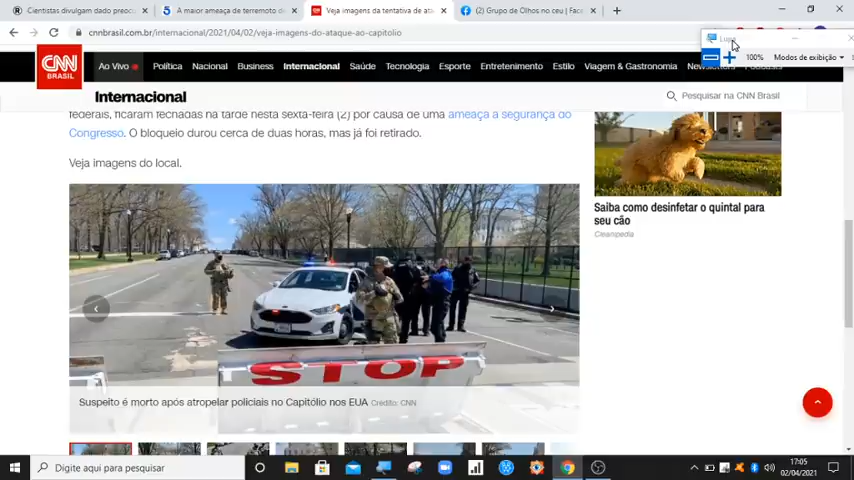 Cientistas divulgam dado preocu
A maior ameaça de terremoto d
Veja imagens da tentativa de ata
(2) Grupo de Olhos no ceu | Face
cnnbrasil.com.br/internacional/2021/04/02/veja-imagens-do-ataque-ao-capitolio
Lupa
100%
Modos de exibição
CNN
BRASIL
Ao Vivo
Política
Nacional
Business
Internacional
Saúde
Tecnologia
Esporte
Entretenimento
Estilo
Viagem & Gastronomia
Internacional
Pesquisar na CNN Brasil
federais, ficaram fechadas na tarde nesta sexta-feira (2) por causa de uma ameaça à segurança do
Congresso. O bloqueio durou cerca de duas horas, mas já foi retirado.
Veja imagens do local.
STOP
Suspeito é morto após atropelar policiais no Capitólio nos EUA Crédito: CNN
Saiba como desinfetar o quintal para
seu cão
Cleanipedia
Digite aqui para pesquisar
17:05
02/04/2021